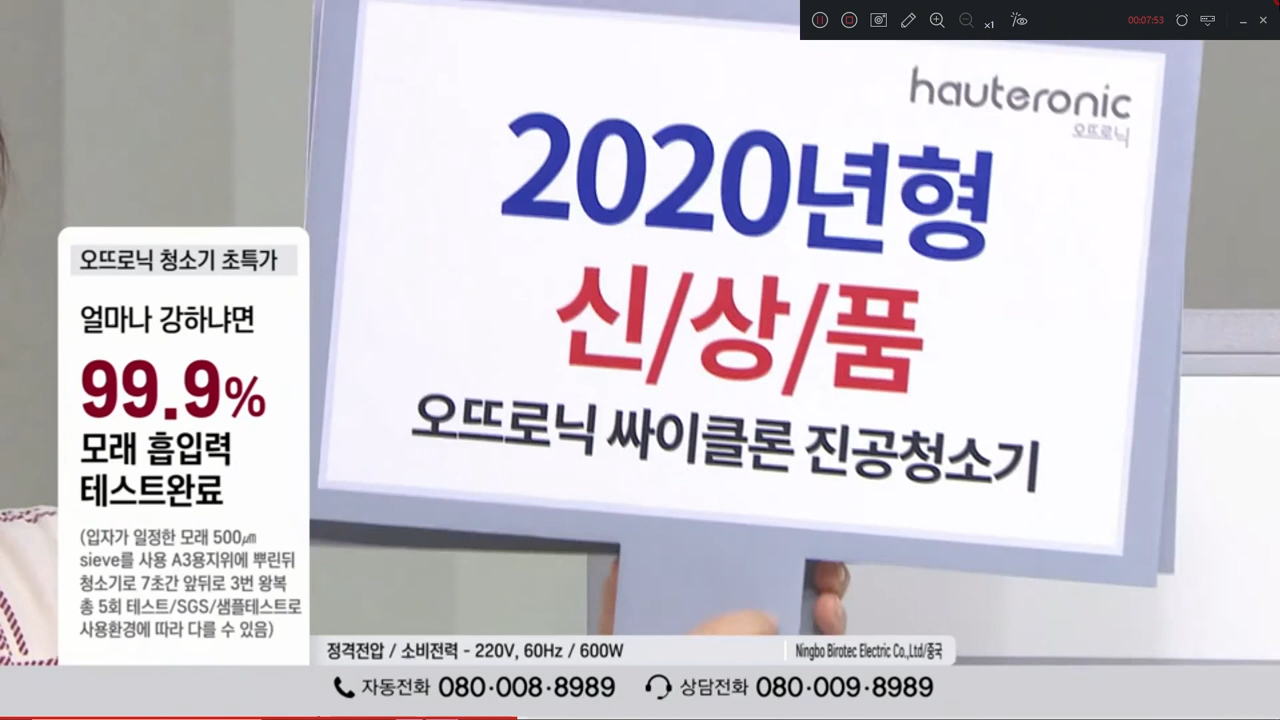 00:07:53
x1
hauteronic
오뜨로닉
2020년형
신/상/품
오뜨로닉 싸이클론 진공청소기
오뜨로닉 청소기 초특가
얼마나 강하냐면
99.9%
모래 흡입력
테스트완료
(입자가 일정한 모래 500㎛
sieve를 사용 A3용지위에 뿌린뒤
청소기로 7초간 앞뒤로 3번 왕복
총 5회 테스트/SGS/샘플테스트로
사용환경에 따라 다를 수 있음)
정격전압 / 소비전력 - 220V, 60Hz / 600W
Ningbo Birotec Electric Co.,Ltd/중국
자동전화 080·008·8989
상담전화 080·009·8989